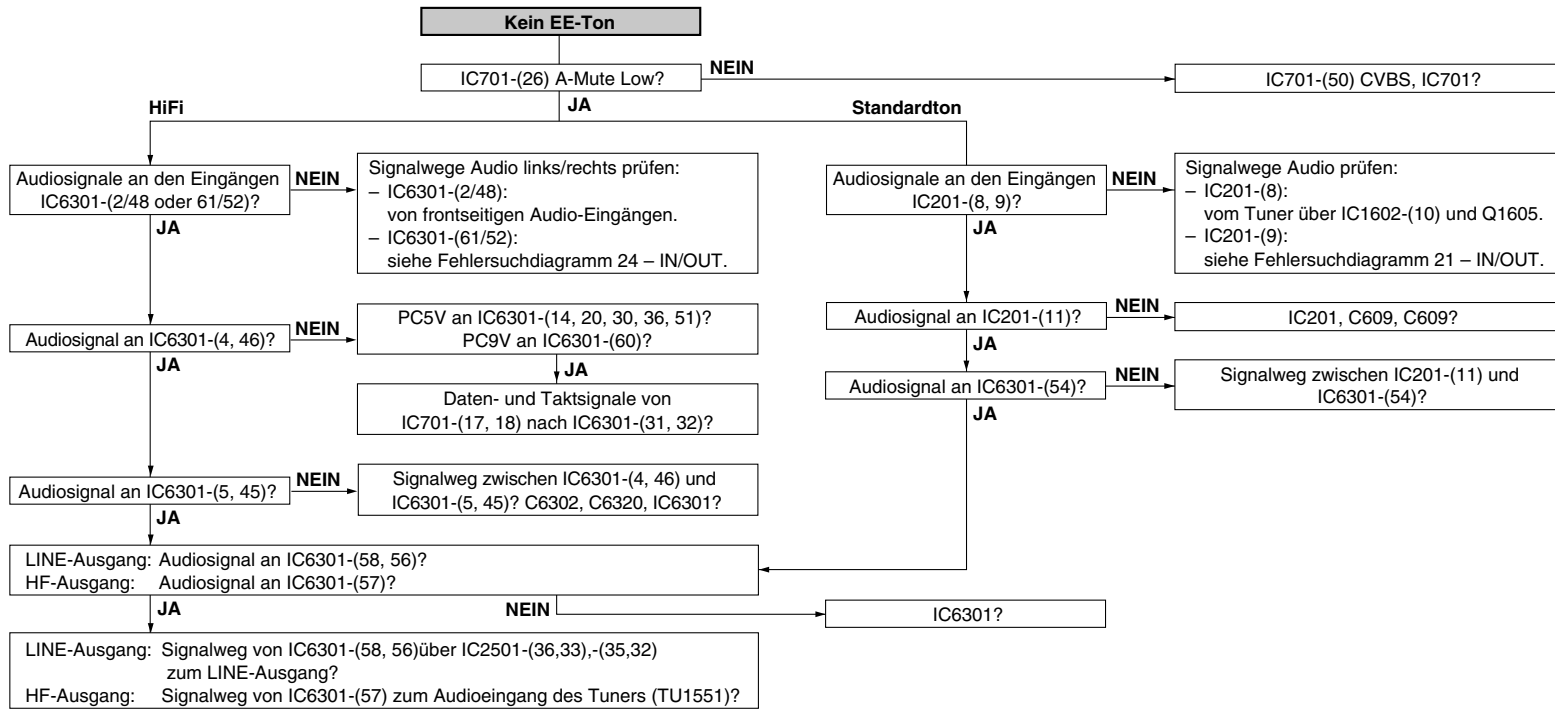 Kein EE-Ton
IC701-(26) A-Mute Low?
NEIN
IC701-(50) CVBS, IC701?
JA
HiFi
Standardton
Audiosignale an den Eingängen
IC6301-(2/48 oder 61/52)?
NEIN
JA
Signalwege Audio links/rechts prüfen:
– IC6301-(2/48):
von frontseitigen Audio-Eingängen.
– IC6301-(61/52):
siehe Fehlersuchdiagramm 24 – IN/OUT.
Audiosignale an den Eingängen
IC201-(8, 9)?
NEIN
JA
Signalwege Audio prüfen:
– IC201-(8):
vom Tuner über IC1602-(10) und Q1605.
– IC201-(9):
siehe Fehlersuchdiagramm 21 – IN/OUT.
Audiosignal an IC6301-(4, 46)?
NEIN
JA
PC5V an IC6301-(14, 20, 30, 36, 51)?
PC9V an IC6301-(60)?
JA
Daten- und Taktsignale von
IC701-(17, 18) nach IC6301-(31, 32)?
Audiosignal an IC201-(11)?
NEIN
JA
IC201, C609, C609?
Audiosignal an IC6301-(54)?
NEIN
JA
Signalweg zwischen IC201-(11) und
IC6301-(54)?
Audiosignal an IC6301-(5, 45)?
NEIN
JA
Signalweg zwischen IC6301-(4, 46) und
IC6301-(5, 45)? C6302, C6320, IC6301?
LINE-Ausgang: Audiosignal an IC6301-(58, 56)?
HF-Ausgang: Audiosignal an IC6301-(57)?
JA
NEIN
IC6301?
LINE-Ausgang: Signalweg von IC6301-(58, 56)über IC2501-(36,33),-(35,32)
zum LINE-Ausgang?
HF-Ausgang: Signalweg von IC6301-(57) zum Audioeingang des Tuners (TU1551)?